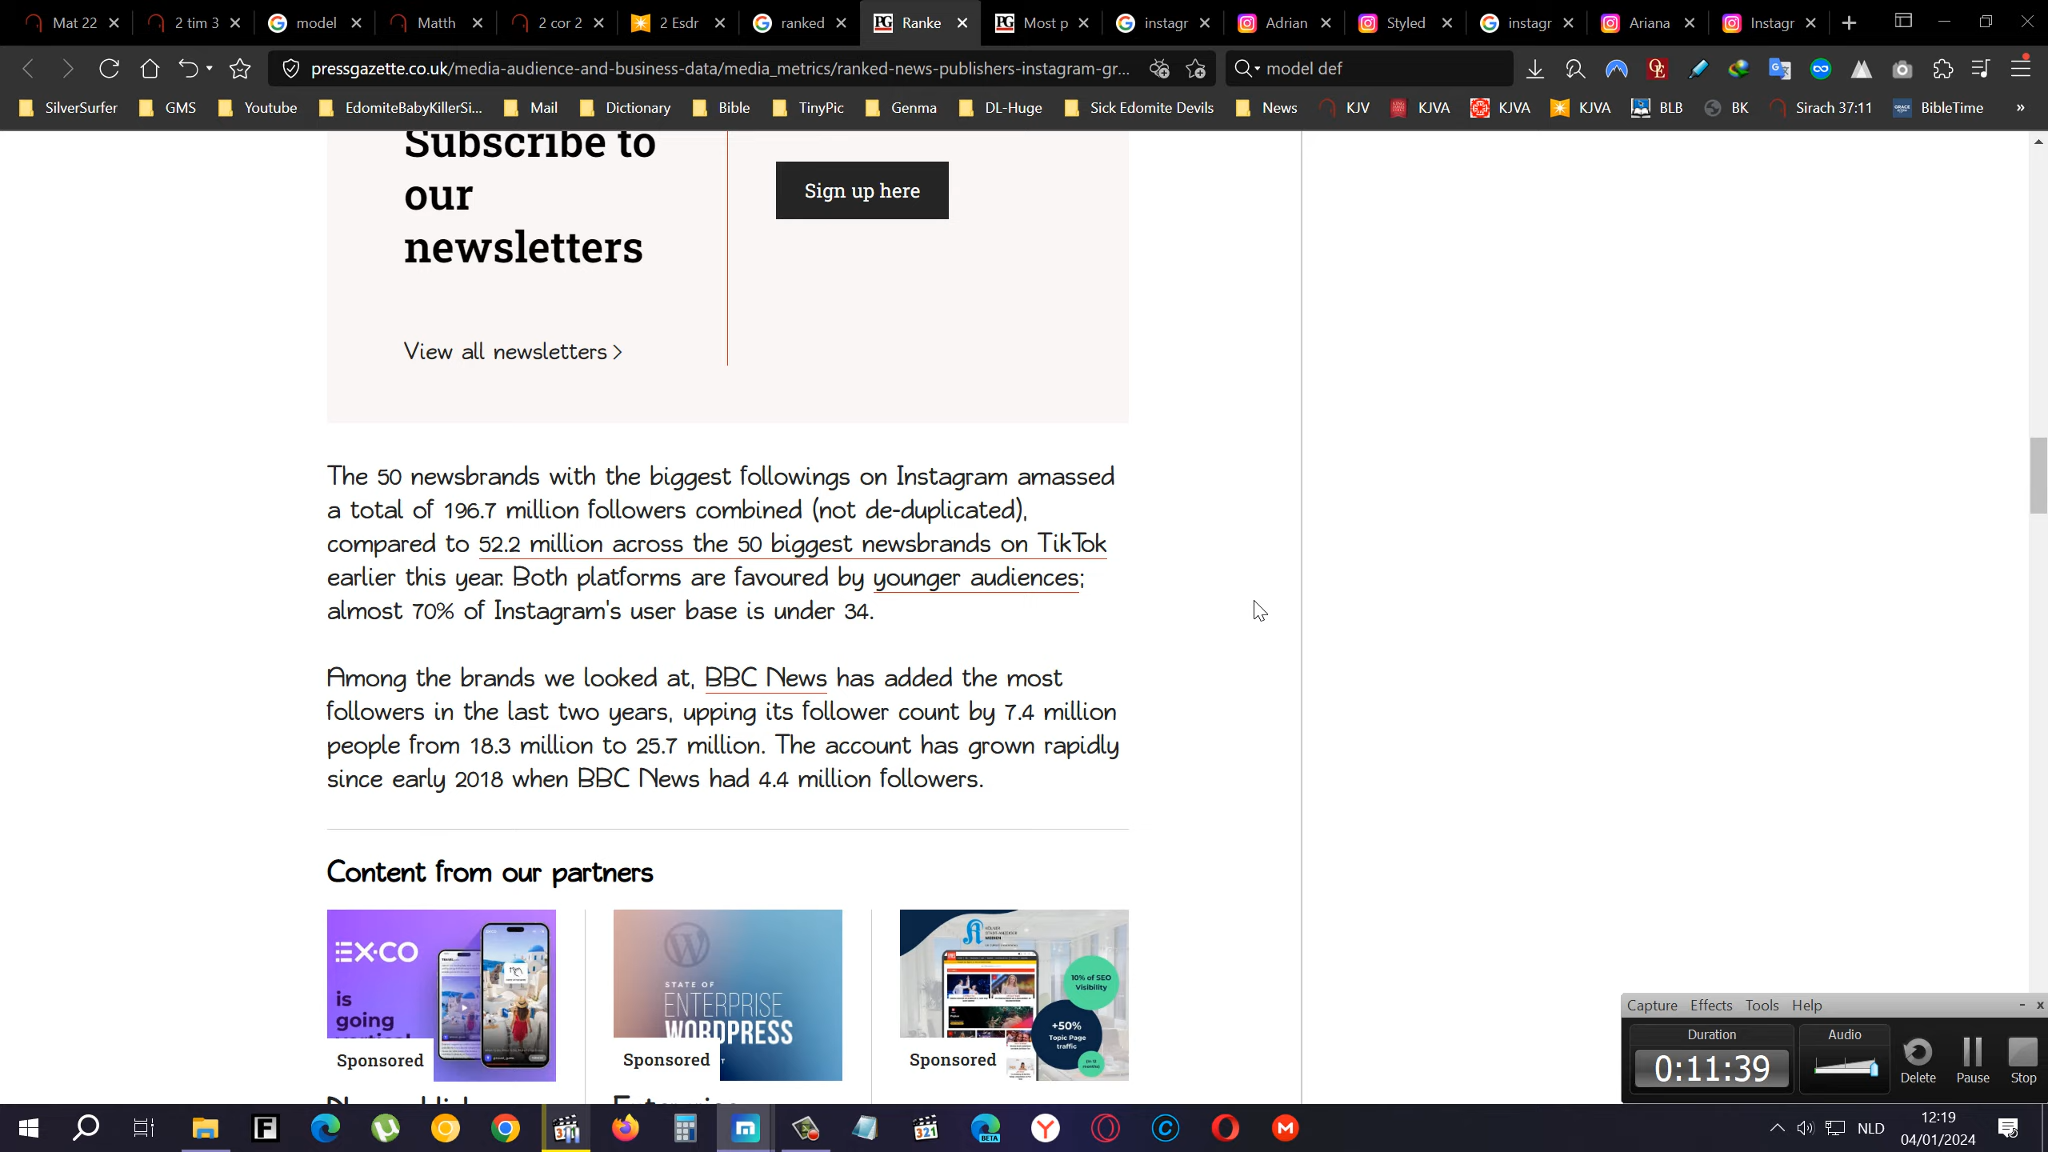 Mat 22
2 tim 3
model
Matth
2 cor 2
2 Esdr
ranked
Ranke
Most p
instagr
Adrian
Styled
instagr
Ariana
Instagr
pressgazette.co.uk/media-audience-and-business-data/media_metrics/ranked-news-publishers-instagram-gr...
model def
SilverSurfer
GMS
Youtube
EdomiteBabyKillerSi...
Mail
Dictionary
Bible
TinyPic
Genma
DL-Huge
Sick Edomite Devils
News
KJV
KJVA
KJVA
KJVA
BLB
BK
Sirach 37:11
BibleTime
Subscribe to
our
newsletters
Sign up here
View all newsletters
The 50 newsbrands with the biggest followings on Instagram amassed
a total of 196.7 million followers combined (not de-duplicated),
compared to 52.2 million across the 50 biggest newsbrands on TikTok
earlier this year. Both platforms are favoured by younger audiences;
almost 70% of Instagram's user base is under 34.
Among the brands we looked at, BBC News has added the most
followers in the last two years, upping its follower count by 7.4 million
people from 18.3 million to 25.7 million. The account has grown rapidly
since early 2018 when BBC News had 4.4 million followers.
Content from our partners
EX·CO
is
going
Sponsored
STATE OF
ENTERPRISE
WORDPRESS
Sponsored
10% of SEO
Visibility
+50%
Topic Page
traffic
Sponsored
Capture Effects Tools Help
Duration
Audio
0:11:39
Delete
Pause
Stop
NLD
12:19
04/01/2024